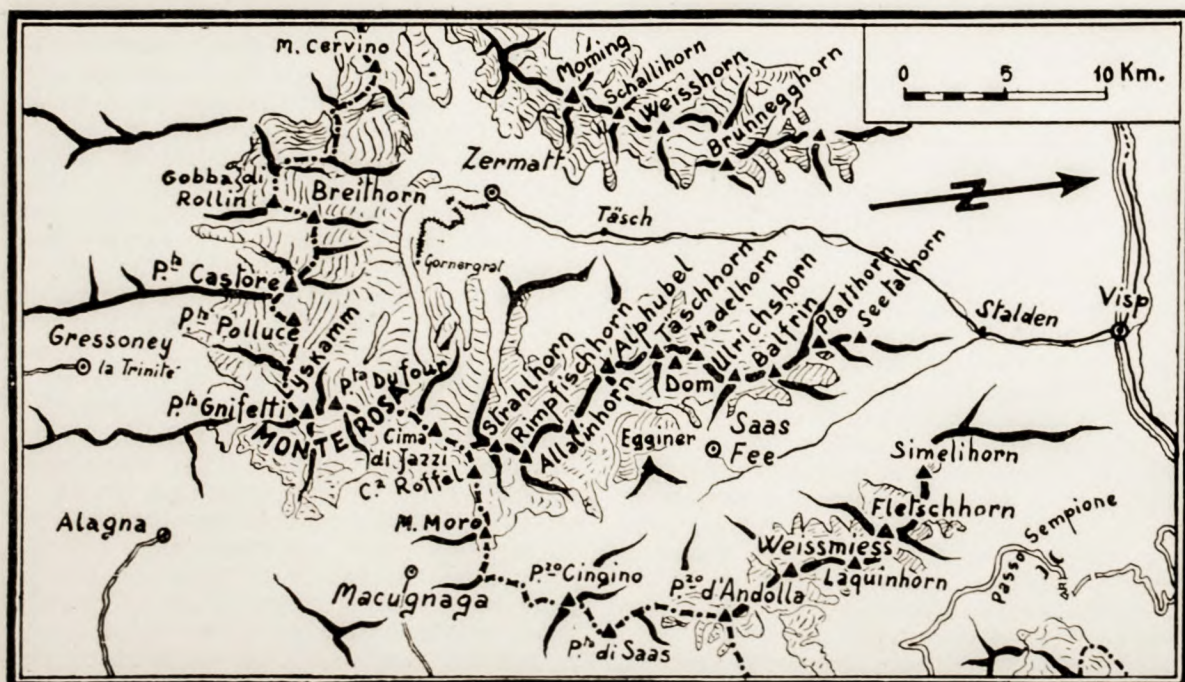 M. Cervino
Moming
Schallihorn
Weisshorn
Brunnegghorn
0 5 10 Km.
Zermatt
Gobba di
Rollin
Breithorn
N
Täsch
Gornergrat
P.ta Castore
P.ta Polluce
Gressoney
la Trinité
Lyskamm
P.ta Dufour
P.ta Gnifetti
MONTE ROSA
Cima
di Jazzi
C.a Roffel
Strahlhorn
Rimpfischhorn
Allalinhorn
Alphubel
Täschhorn
Dom
Nadelhorn
Ulrichshorn
Balfrin
Platthorn
Seetalhorn
Stalden
Visp
Egginer
Saas
Fee
Simelihorn
Fletschhorn
Alagna
M. Moro
Weissmiess
Laquinhorn
Passo Sempione
Macugnaga
P.zo Cingino
P.zo d'Andolla
P.ta di Saas